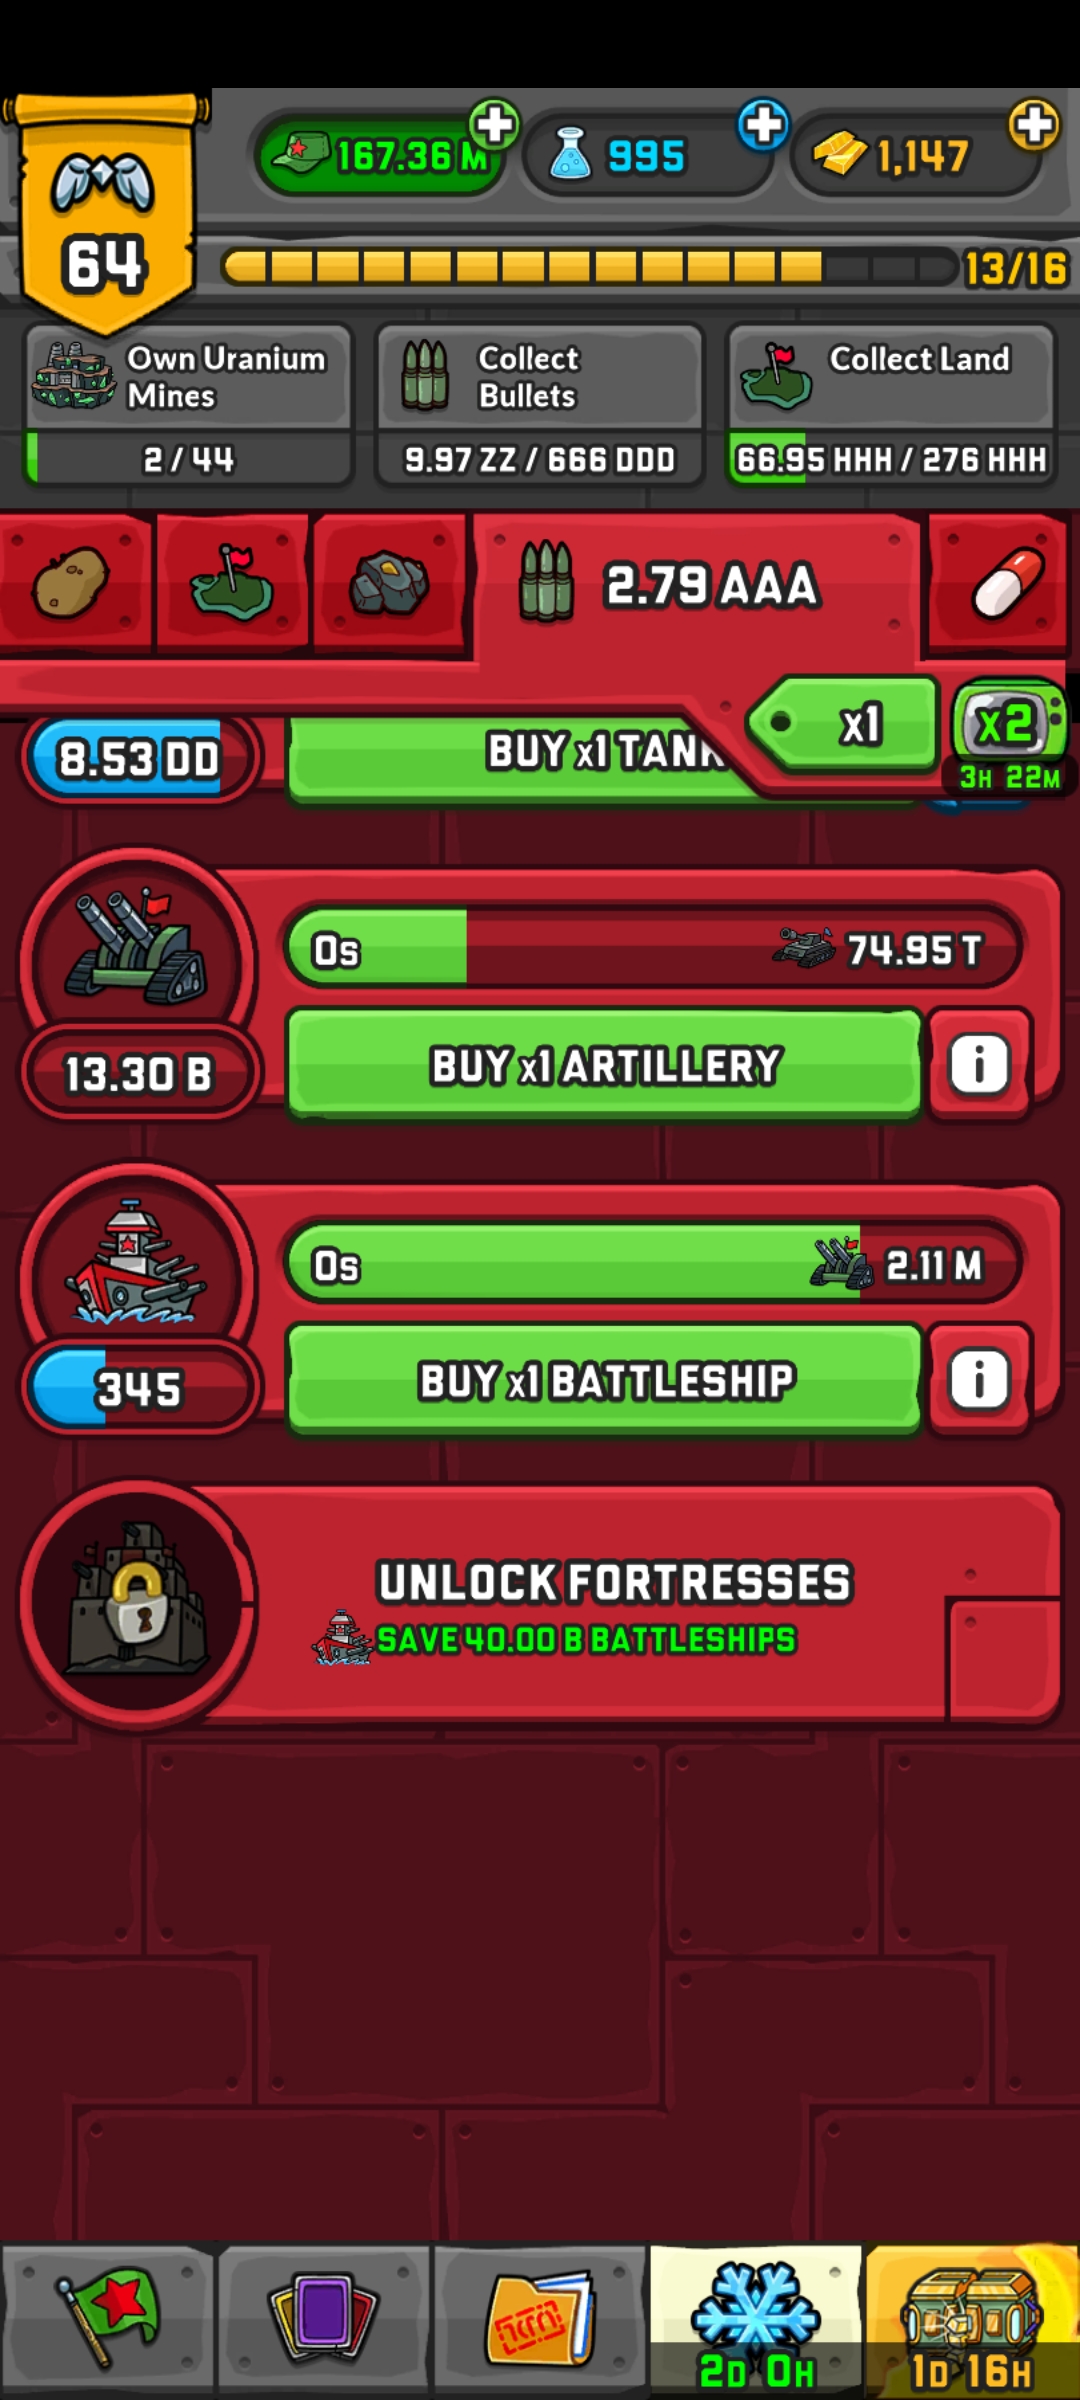 64
167.36 M
995
1,147
13/16
Own Uranium
Mines
2 / 44
Collect
Bullets
9.97 ZZ / 666 DDD
Collect Land
66.95 HHH / 276 HHH
2.79 AAA
x1
x2
3H 22M
8.53 DD
BUY x1 TANK
0s
74.95 T
13.30 B
BUY x1 ARTILLERY
i
0s
2.11 M
345
BUY x1 BATTLESHIP
i
UNLOCK FORTRESSES
SAVE 40.00 B BATTLESHIPS
2D 0H
1D 16H